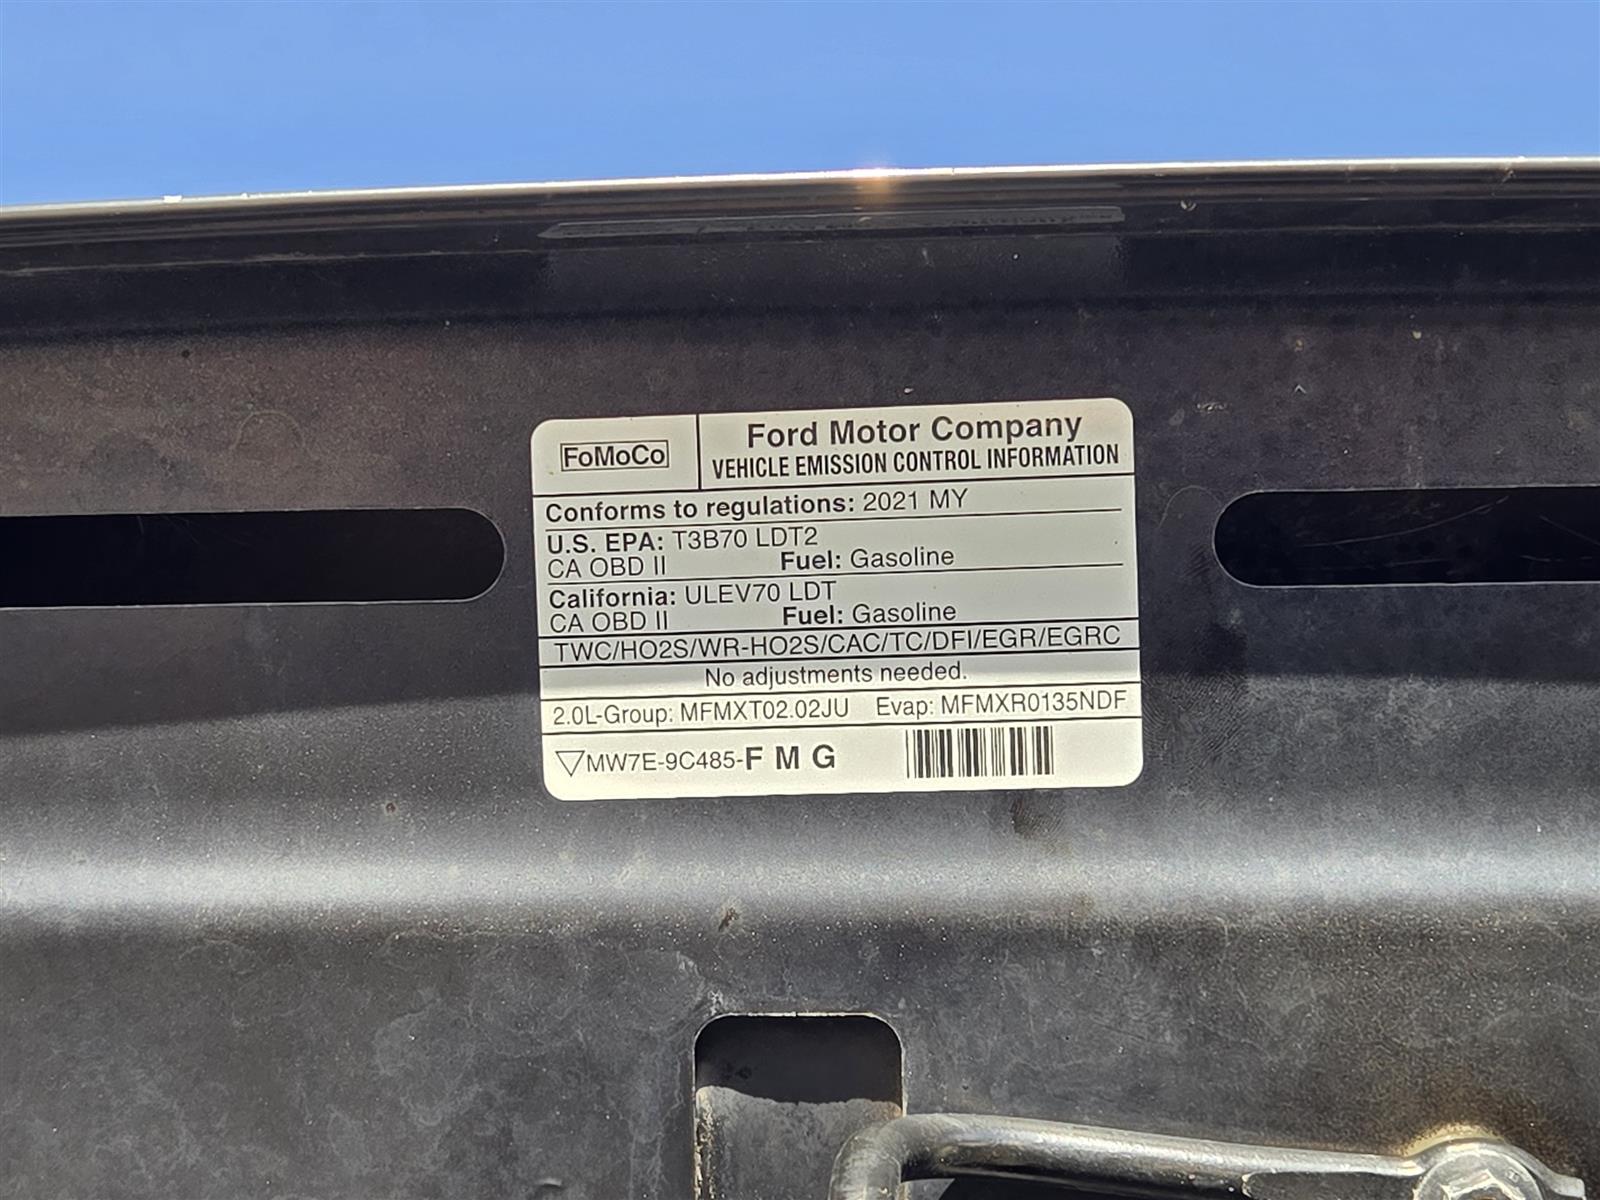 FoMoCo
Ford Motor Company
VEHICLE EMISSION CONTROL INFORMATION
Conforms to regulations: 2021 MY
U.S. EPA: T3B70 LDT2
CA OBD II Fuel: Gasoline
California: ULEV70 LDT
CA OBD II Fuel: Gasoline
TWC/HO2S/WR-HO2S/CAC/TC/DFI/EGR/EGRC
No adjustments needed.
2.0L-Group: MFMXT02.02JU Evap: MFMXR0135NDF
MW7E-9C485-F M G